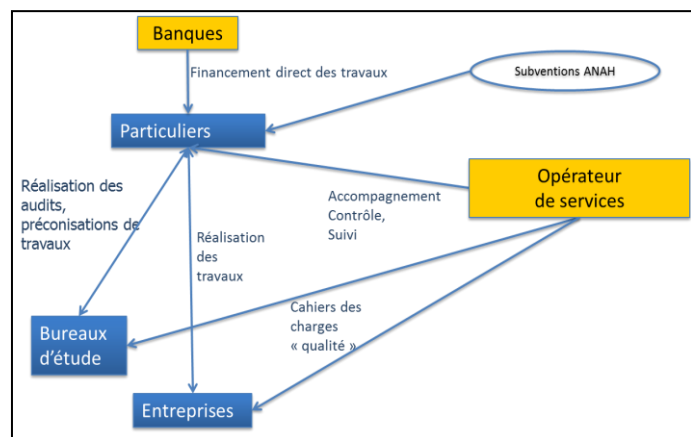 Banques
Financement direct des travaux
Subventions ANAH
Particuliers
Opérateur
de services
Réalisation des
audits,
préconisations de
travaux
Accompagnement
Contrôle,
Suivi
Réalisation
des
travaux
Cahiers des
charges
« qualité »
Bureaux
d’étude
Entreprises